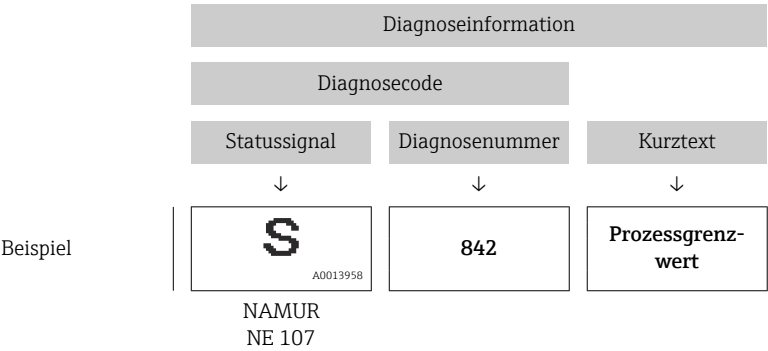 Diagnoseinformation
Diagnosecode
Statussignal Diagnosenummer Kurztext
↓ ↓ ↓
Beispiel S A0013958 842 Prozessgrenz-
wert
NAMUR
NE 107